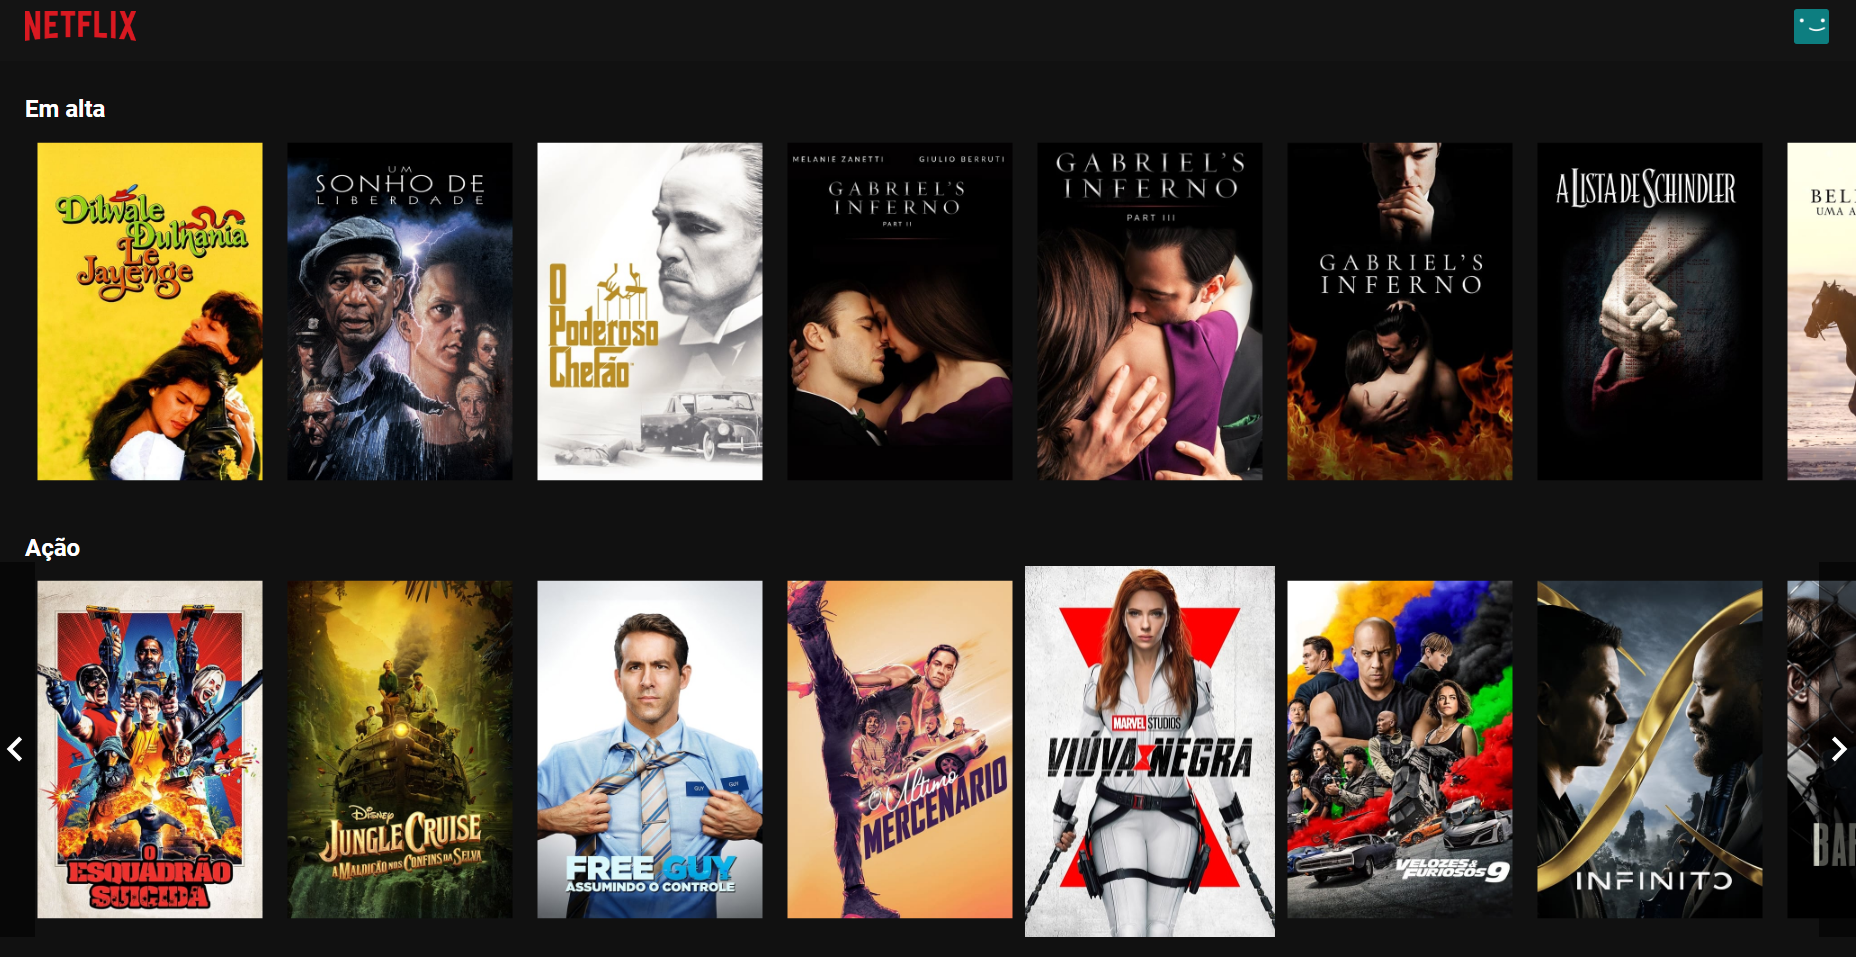 NETFLIX
Em alta
Dilwale
Dulhania
Le
Jayenge
UM
SONHO DE
LIBERDADE
O
Poderoso
Chefão
MELANIE ZANETTI GIULIO BERRUTI
GABRIEL'S
INFERNO
PART II
GABRIEL'S
INFERNO
PART III
GABRIEL'S
INFERNO
A LISTA DE SCHINDLER
BEL
UMA A
Ação
O
ESQUADRÃO
SUICIDA
Disney
JUNGLE CRUISE
A MALDIÇÃO NOS CONFINS DA SELVA
GUY GUY
FREE GUY
ASSUMINDO O CONTROLE
O Último
MERCENÁRIO
MARVEL STUDIOS
VIÚVA NEGRA
VELOZES &
FURIOSOS 9
INFINITO
BA